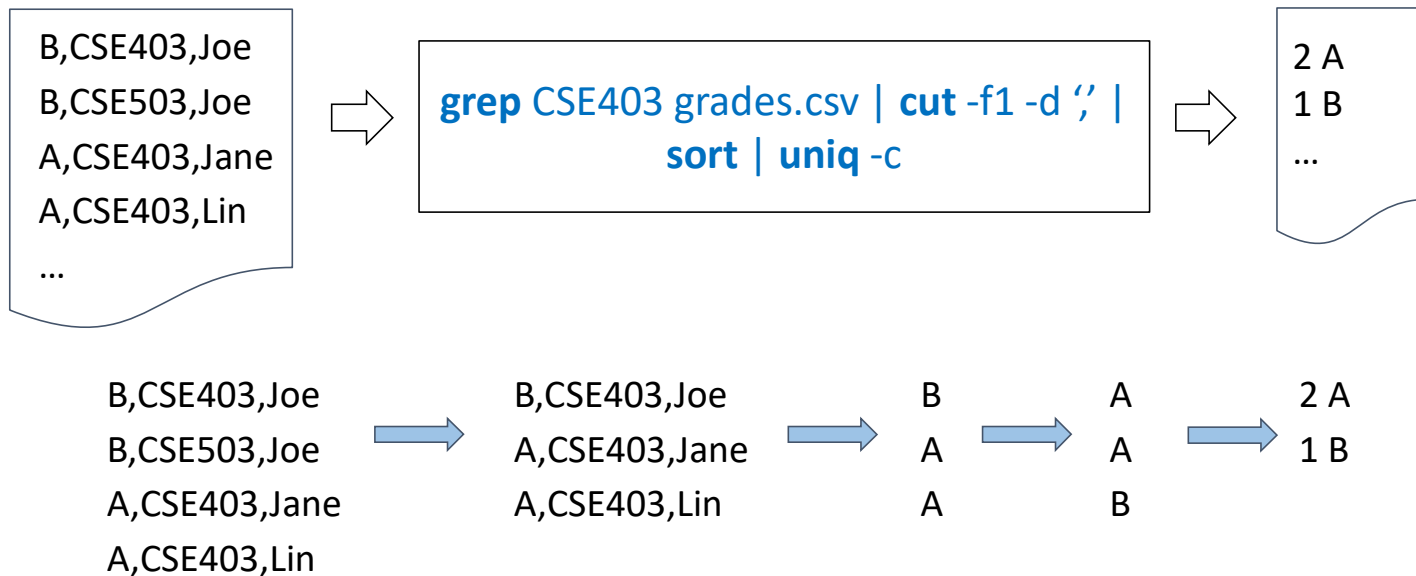 B,CSE403,Joe
B,CSE503,Joe
A,CSE403,Jane
A,CSE403,Lin
…
grep CSE403 grades.csv | cut -f1 -d ‘,’ |
sort | uniq -c
2 A
1 B
…
B,CSE403,Joe
B,CSE503,Joe
A,CSE403,Jane
A,CSE403,Lin
B,CSE403,Joe
A,CSE403,Jane
A,CSE403,Lin
B
A
A
A
A
B
2 A
1 B